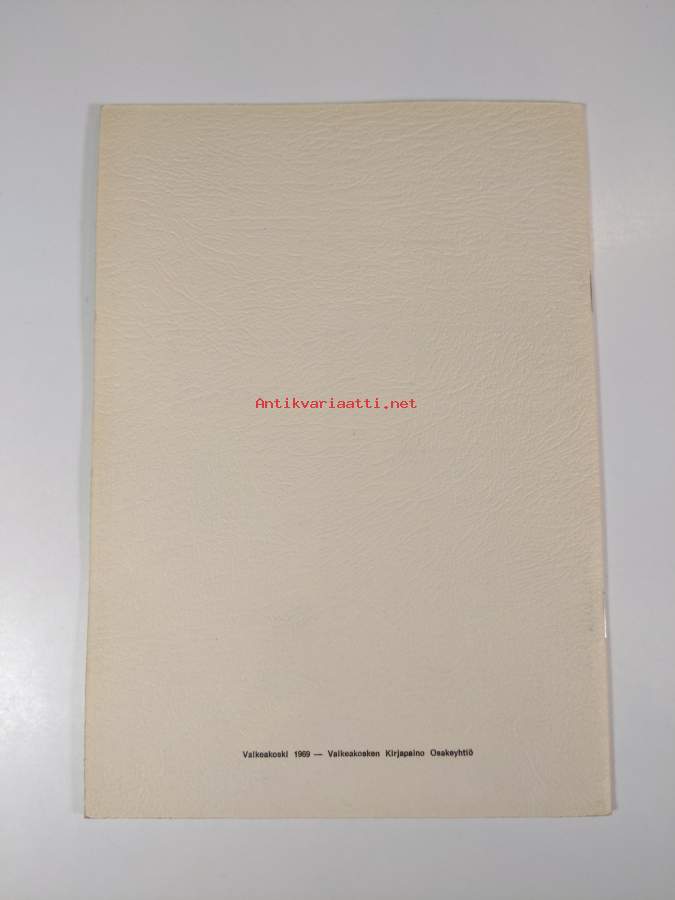 Antikvariaatti.net
Valkeakoski 1969 — Valkeakosken Kirjapaino Osakeyhtiö